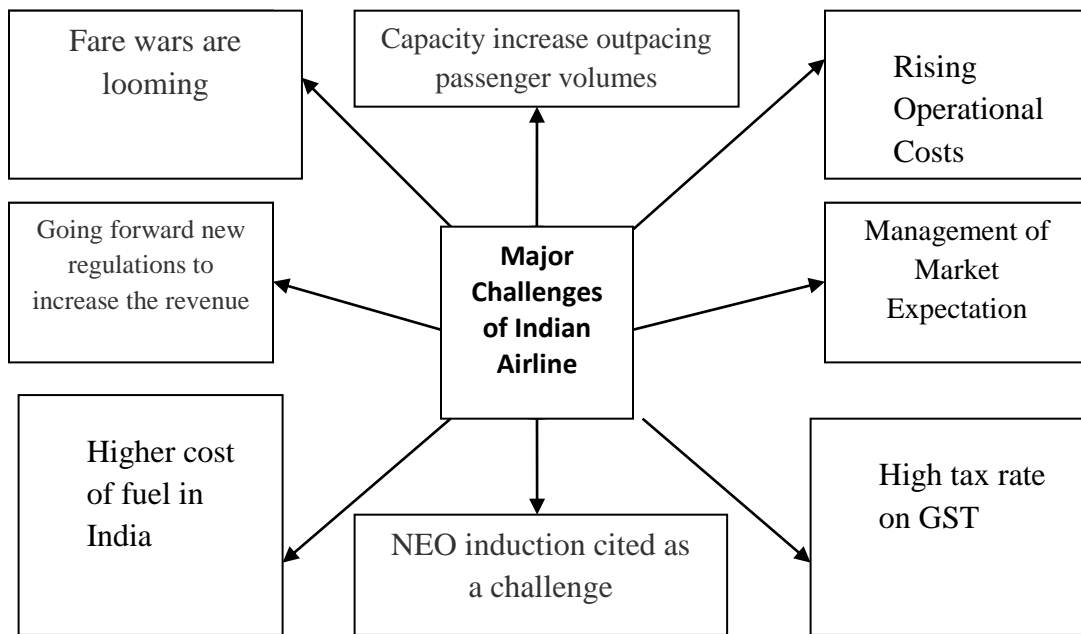 Fare wars are
looming
Capacity increase outpacing
passenger volumes
Rising
Operational
Costs
Going forward new
regulations to
increase the revenue
Major
Challenges
of Indian
Airline
Management of
Market
Expectation
Higher cost
of fuel in
India
NEO induction cited as
a challenge
High tax rate
on GST